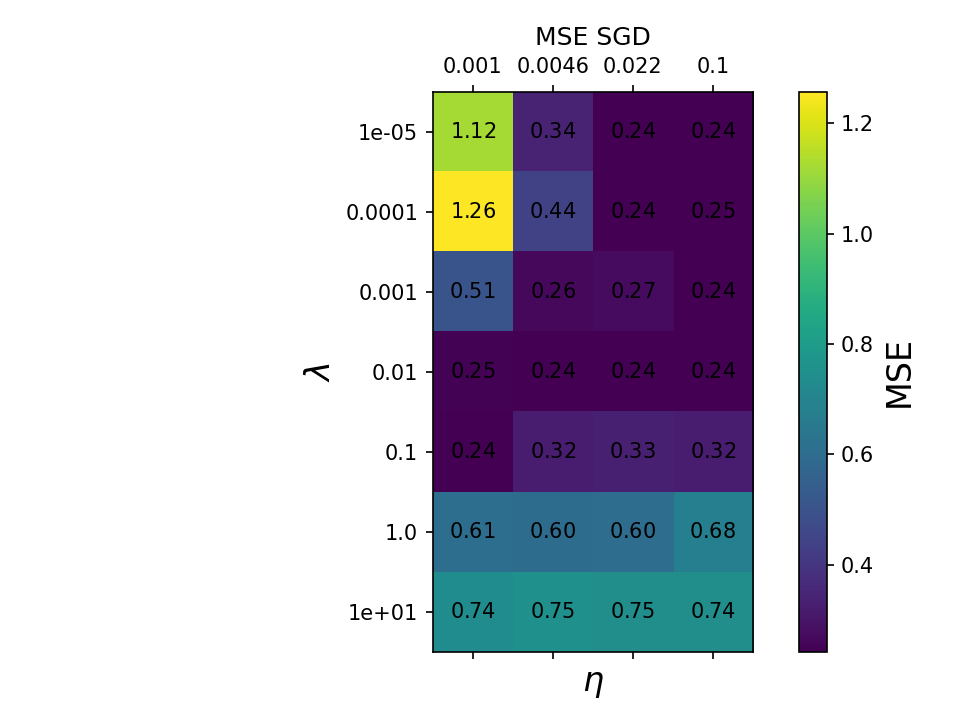 MSE SGD
0.001 0.0046 0.022 0.1
1e-05 1.12 0.34 0.24 0.24
0.0001 1.26 0.44 0.24 0.25
0.001 0.51 0.26 0.27 0.24
0.01 0.25 0.24 0.24 0.24
0.1 0.24 0.32 0.33 0.32
1.0 0.61 0.60 0.60 0.68
1e+01 0.74 0.75 0.75 0.74
λ
η
1.2
1.0
0.8
0.6
0.4
MSE